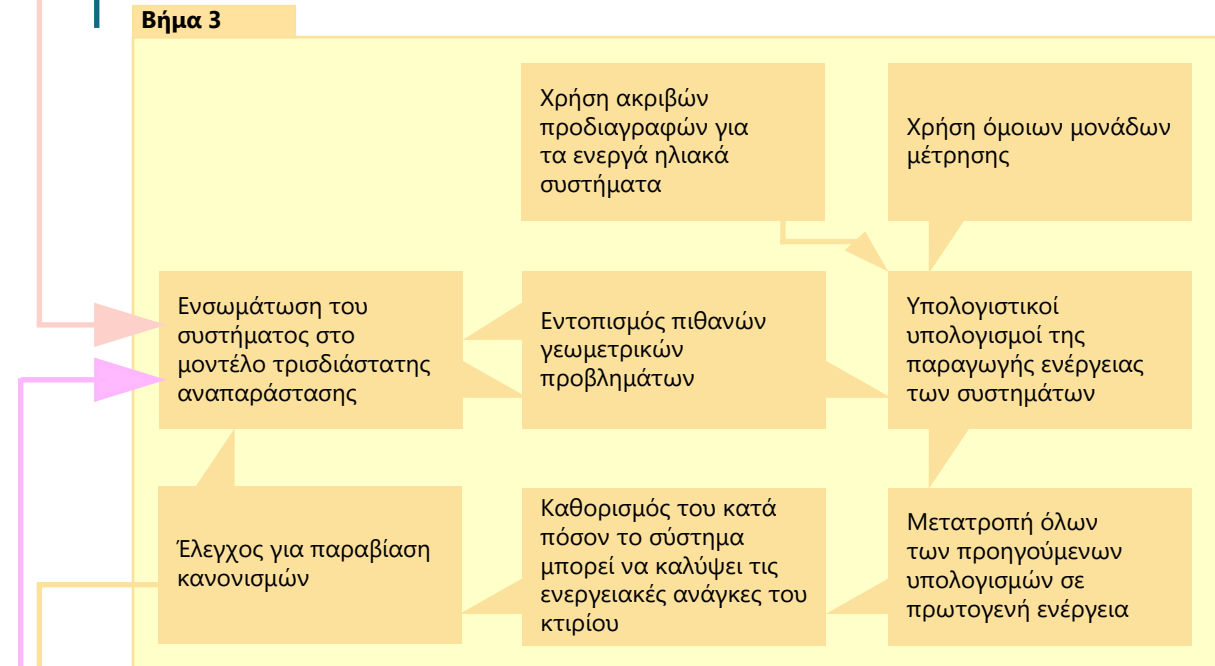 Βήμα 3
Χρήση ακριβών
προδιαγραφών για
τα ενεργά ηλιακά
συστήματα
Χρήση όμοιων μονάδων
μέτρησης
Ενσωμάτωση του
συστήματος στο
μοντέλο τρισδιάστατης
αναπαράστασης
Εντοπισμός πιθανών
γεωμετρικών
προβλημάτων
Υπολογιστικοί
υπολογισμοί της
παραγωγής ενέργειας
των συστημάτων
Έλεγχος για παραβίαση
κανονισμών
Καθορισμός του κατά
πόσον το σύστημα
μπορεί να καλύψει τις
ενεργειακές ανάγκες του
κτιρίου
Μετατροπή όλων
των προηγούμενων
υπολογισμών σε
πρωτογενή ενέργεια